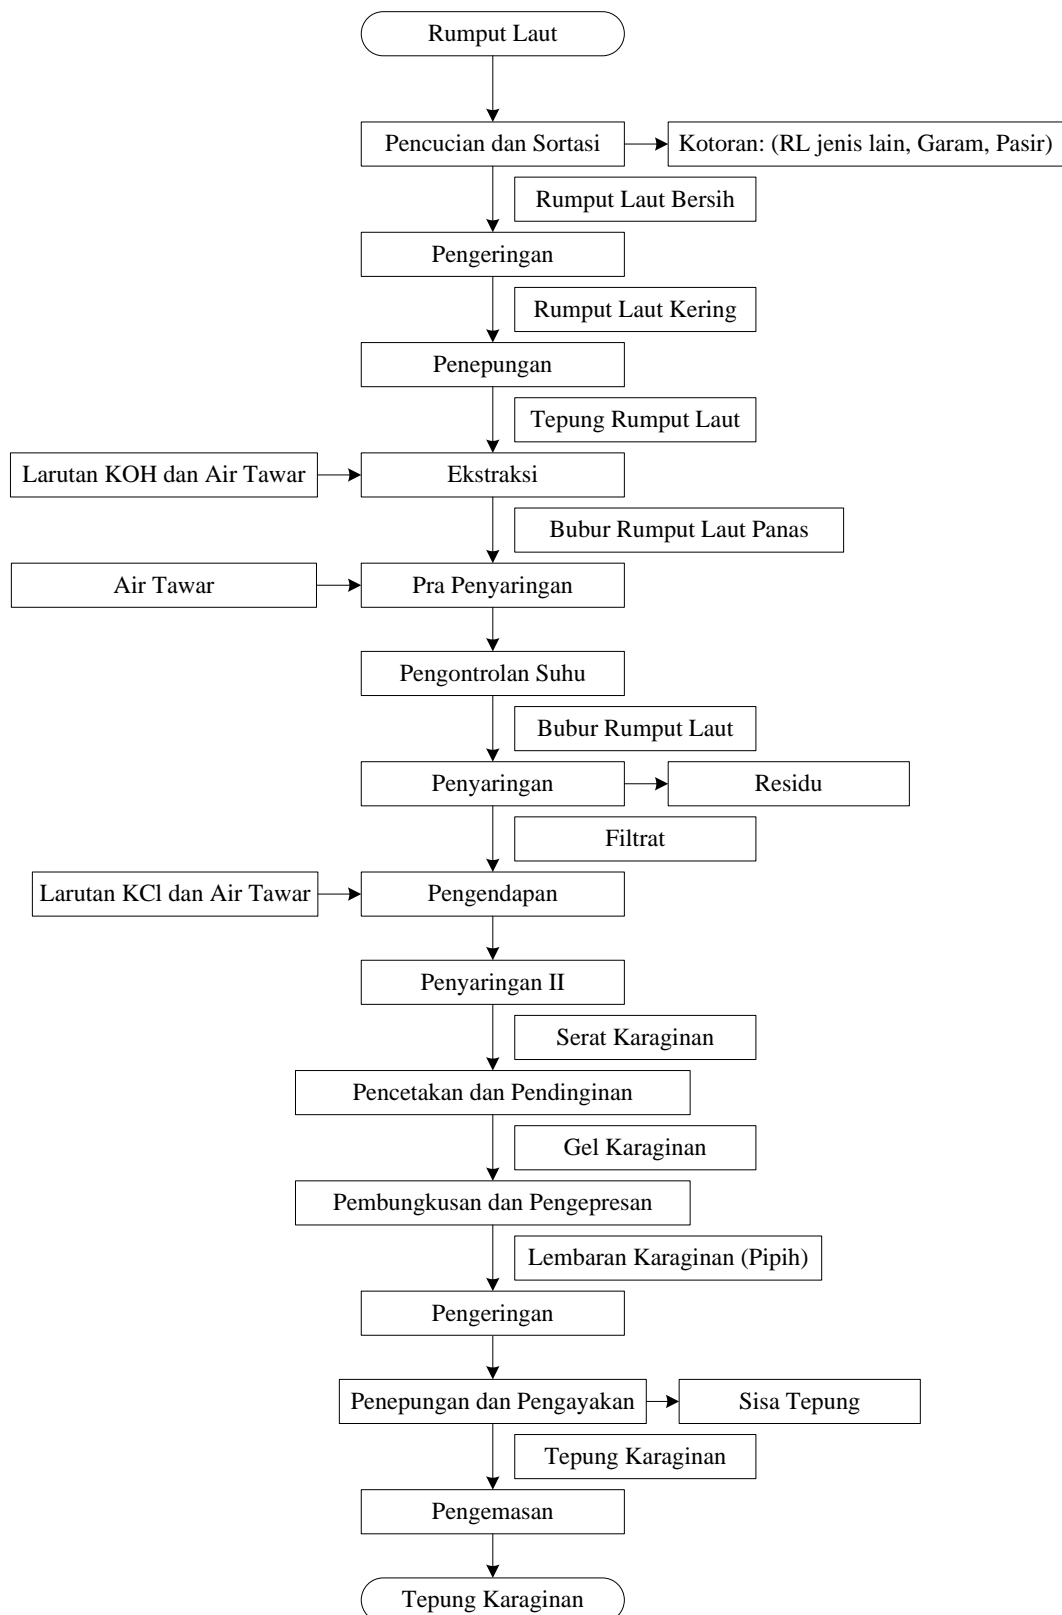 Rumput Laut
Pencucian dan Sortasi
Kotoran: (RL jenis lain, Garam, Pasir)
Rumput Laut Bersih
Pengeringan
Rumput Laut Kering
Penepungan
Tepung Rumput Laut
Larutan KOH dan Air Tawar
Ekstraksi
Bubur Rumput Laut Panas
Air Tawar
Pra Penyaringan
Pengontrolan Suhu
Bubur Rumput Laut
Penyaringan
Residu
Filtrat
Larutan KCl dan Air Tawar
Pengendapan
Penyaringan II
Serat Karaginan
Pencetakan dan Pendinginan
Gel Karaginan
Pembungkusan dan Pengepresan
Lembaran Karaginan (Pipih)
Pengeringan
Penepungan dan Pengayakan
Sisa Tepung
Tepung Karaginan
Pengemasan
Tepung Karaginan